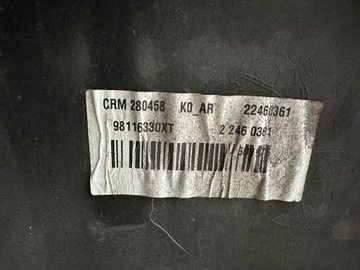 CRM 280458 K0_AR 22460361
98116330XT 2 246 0361